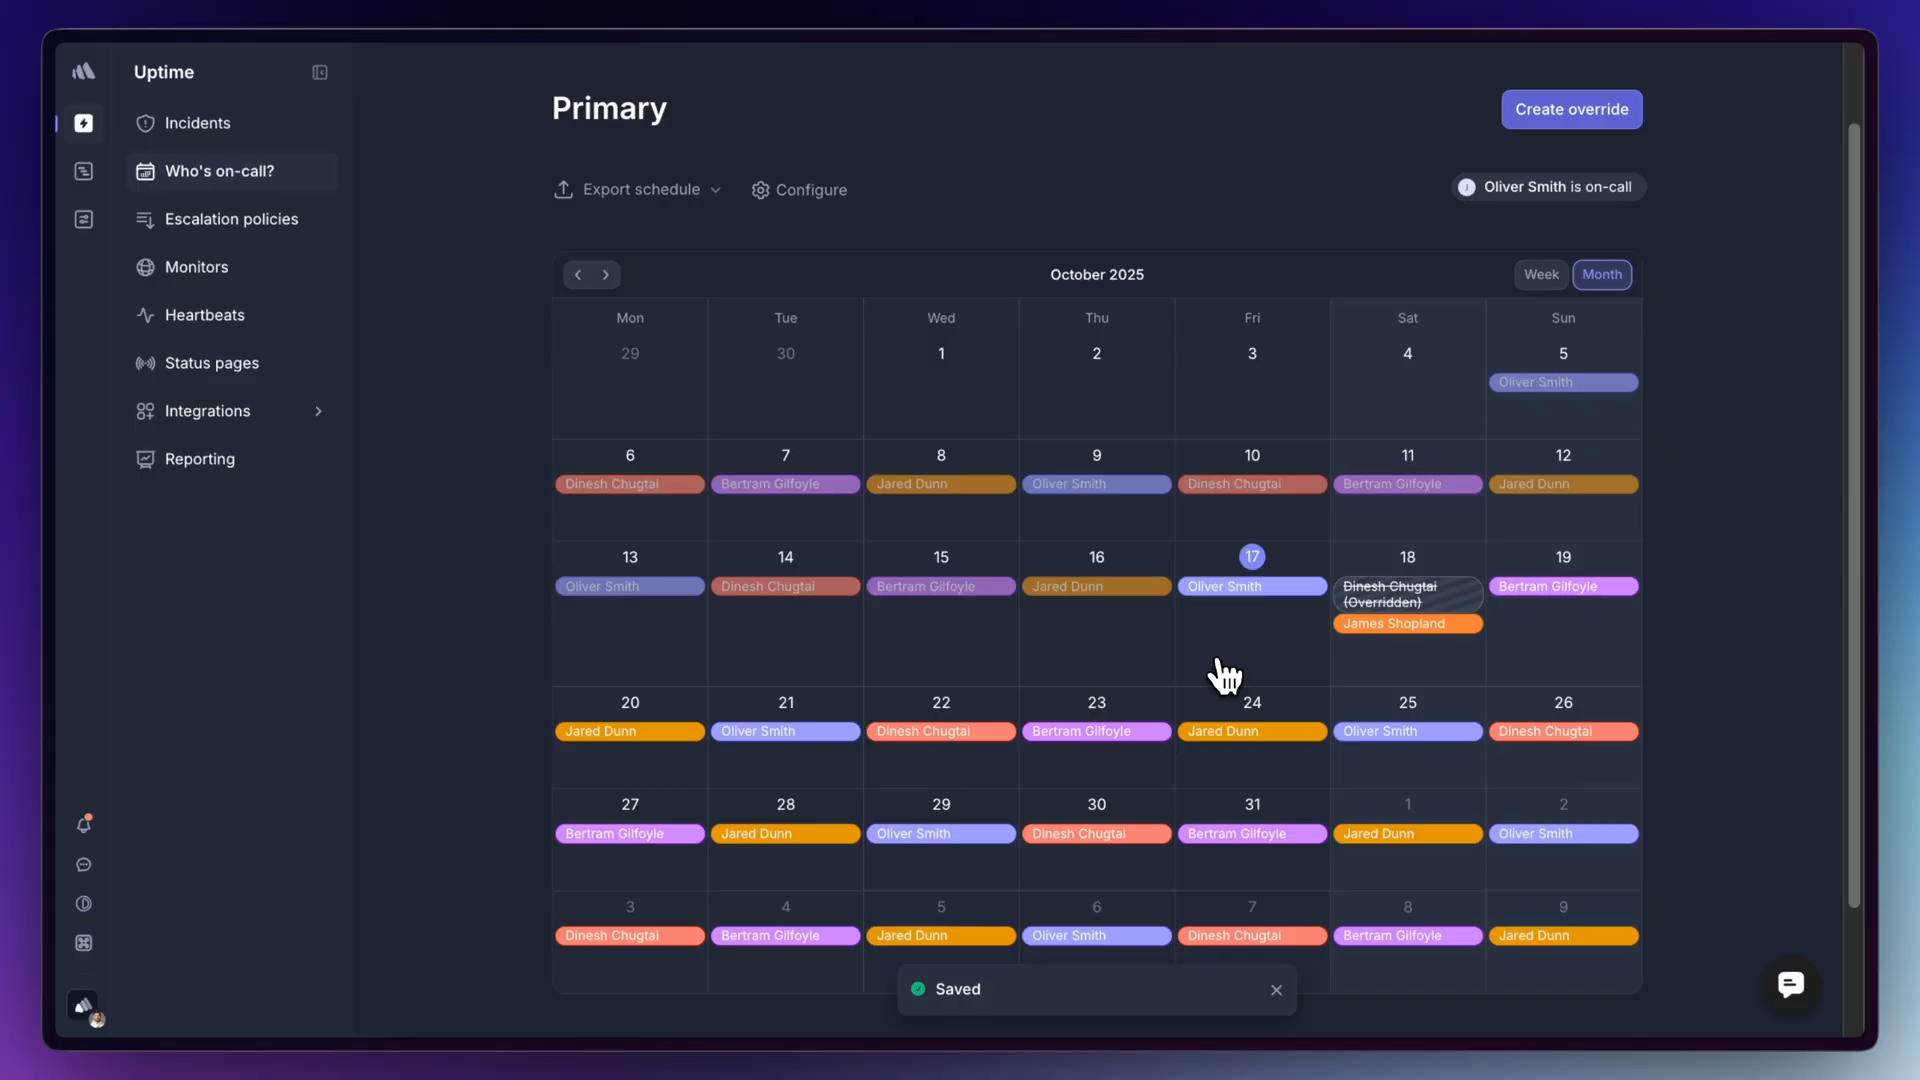 Uptime
Incidents
Who's on-call?
Escalation policies
Monitors
Heartbeats
Status pages
Integrations
Reporting
Primary
Create override
Export schedule
Configure
Oliver Smith is on-call
October 2025
Week
Month
Mon Tue Wed Thu Fri Sat Sun
29 30 1 2 3 4 5
Oliver Smith
6 7 8 9 10 11 12
Dinesh Chugtai Bertram Gilfoyle Jared Dunn Oliver Smith Dinesh Chugtai Bertram Gilfoyle Jared Dunn
13 14 15 16 17 18 19
Oliver Smith Dinesh Chugtai Bertram Gilfoyle Jared Dunn Oliver Smith Dinesh Chugtai Bertram Gilfoyle
(Overridden)
James Shopland
20 21 22 23 24 25 26
Jared Dunn Oliver Smith Dinesh Chugtai Bertram Gilfoyle Jared Dunn Oliver Smith Dinesh Chugtai
27 28 29 30 31 1 2
Bertram Gilfoyle Jared Dunn Oliver Smith Dinesh Chugtai Bertram Gilfoyle Jared Dunn Oliver Smith
3 4 5 6 7 8 9
Dinesh Chugtai Bertram Gilfoyle Jared Dunn Oliver Smith Dinesh Chugtai Bertram Gilfoyle Jared Dunn
Saved